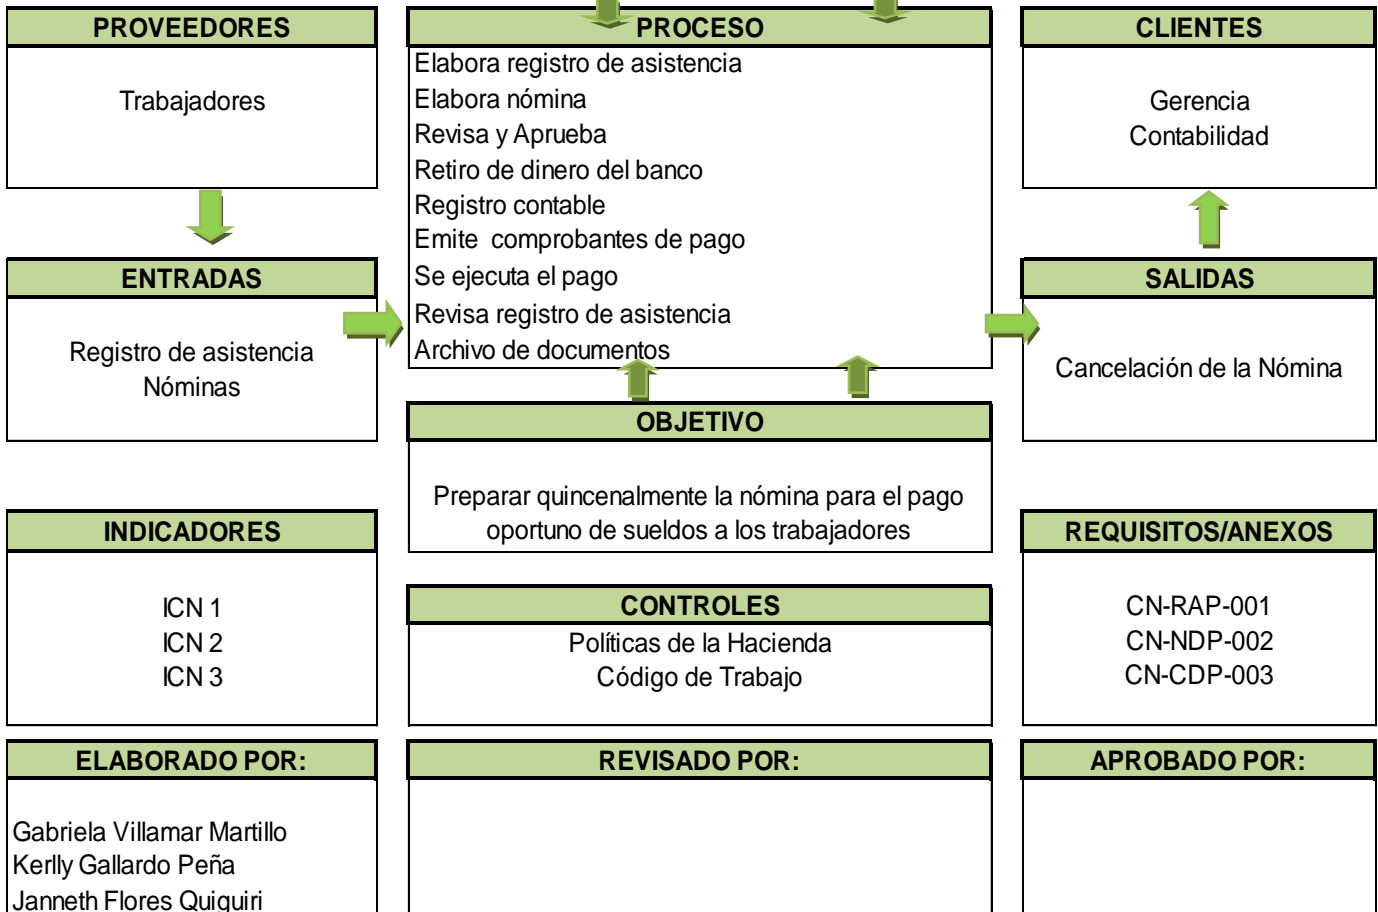 PROVEEDORES
Trabajadores
PROCESO
Elabora registro de asistencia
Elabora nómina
Revisa y Aprueba
Retiro de dinero del banco
Registro contable
Emite comprobantes de pago
Se ejecuta el pago
Revisa registro de asistencia
Archivo de documentos
CLIENTES
Gerencia
Contabilidad
ENTRADAS
Registro de asistencia
Nóminas
SALIDAS
Cancelación de la Nómina
OBJETIVO
Preparar quincenalmente la nómina para el pago
oportuno de sueldos a los trabajadores
INDICADORES
ICN 1
ICN 2
ICN 3
CONTROLES
Políticas de la Hacienda
Código de Trabajo
REQUISITOS/ANEXOS
CN-RAP-001
CN-NDP-002
CN-CDP-003
ELABORADO POR:
Gabriela Villamar Martillo
Kerlly Gallardo Peña
Janneth Flores Quiquiri
REVISADO POR:
APROBADO POR: